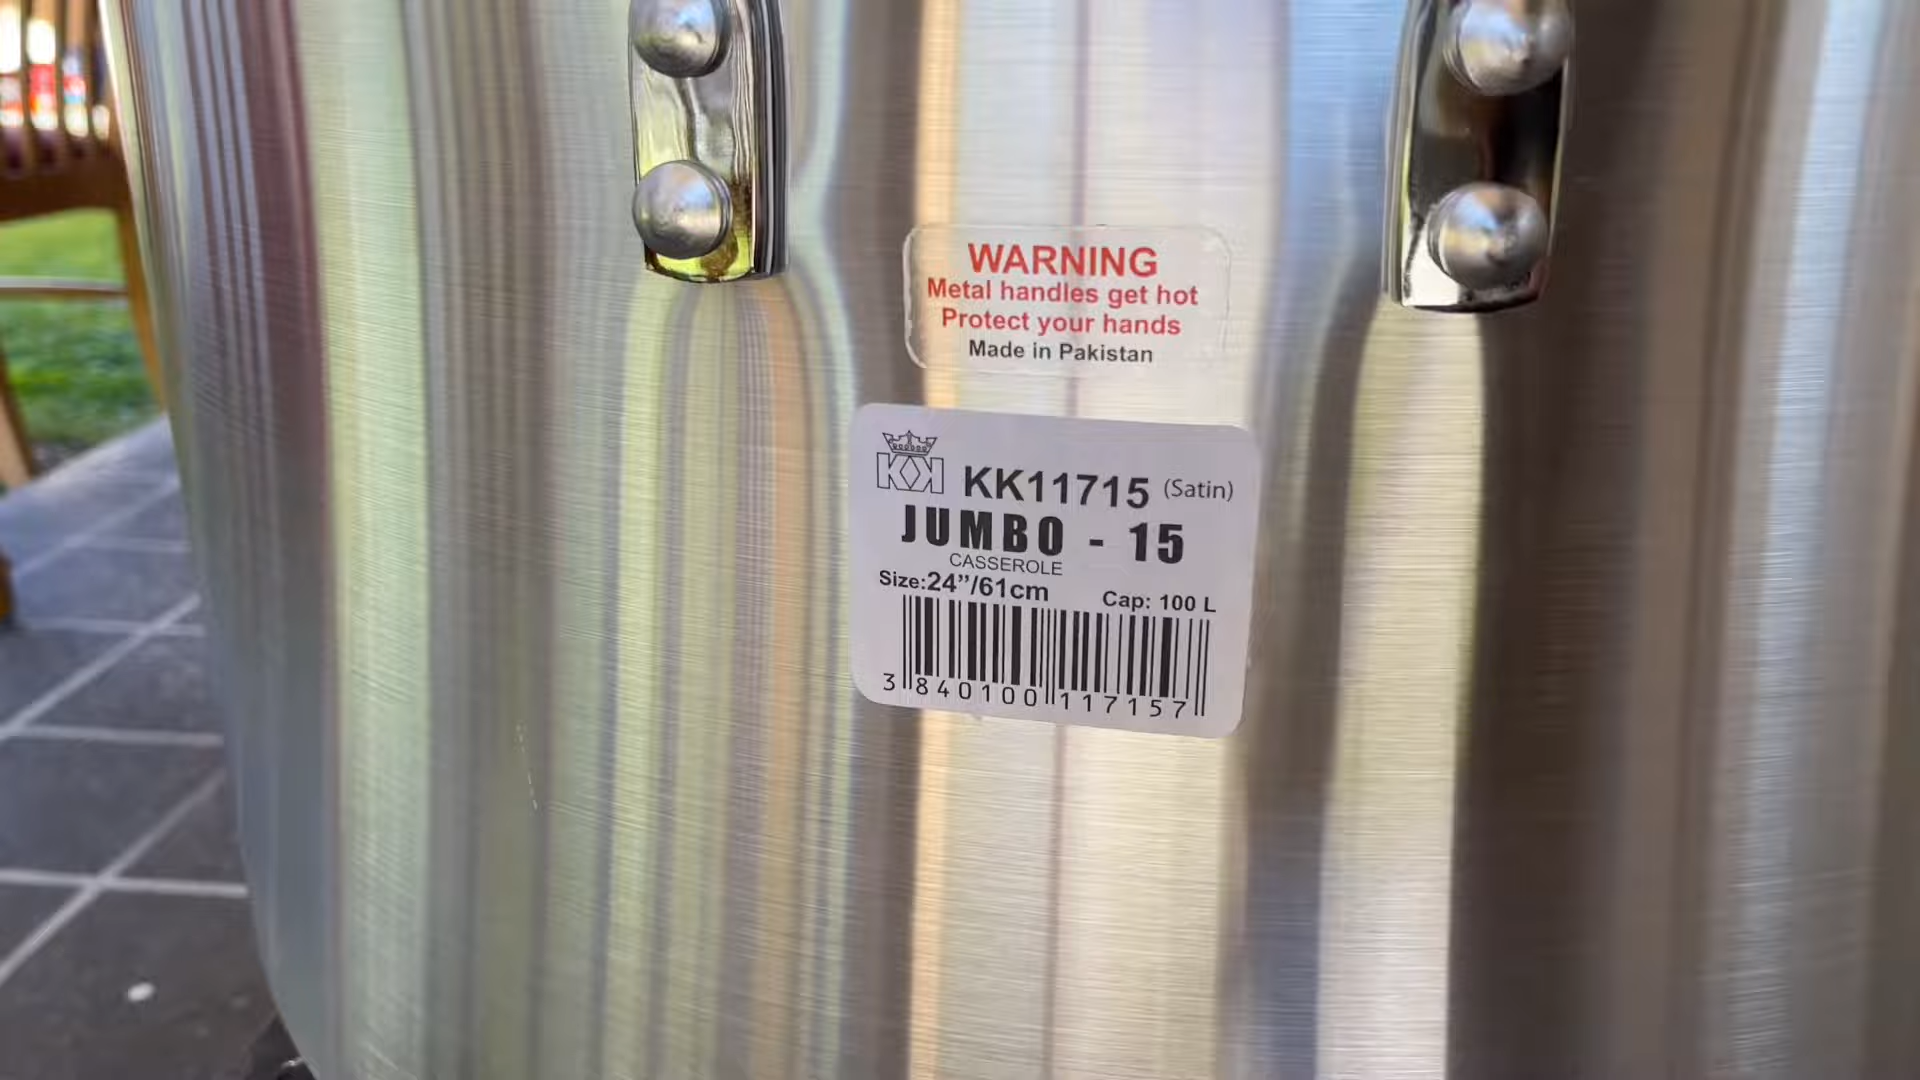 WARNING
Metal handles get hot
Protect your hands
Made in Pakistan
KK
KK11715 (Satin)
JUMBO - 15
CASSEROLE
Size:24”/61cm Cap: 100 L
3 840100 117157